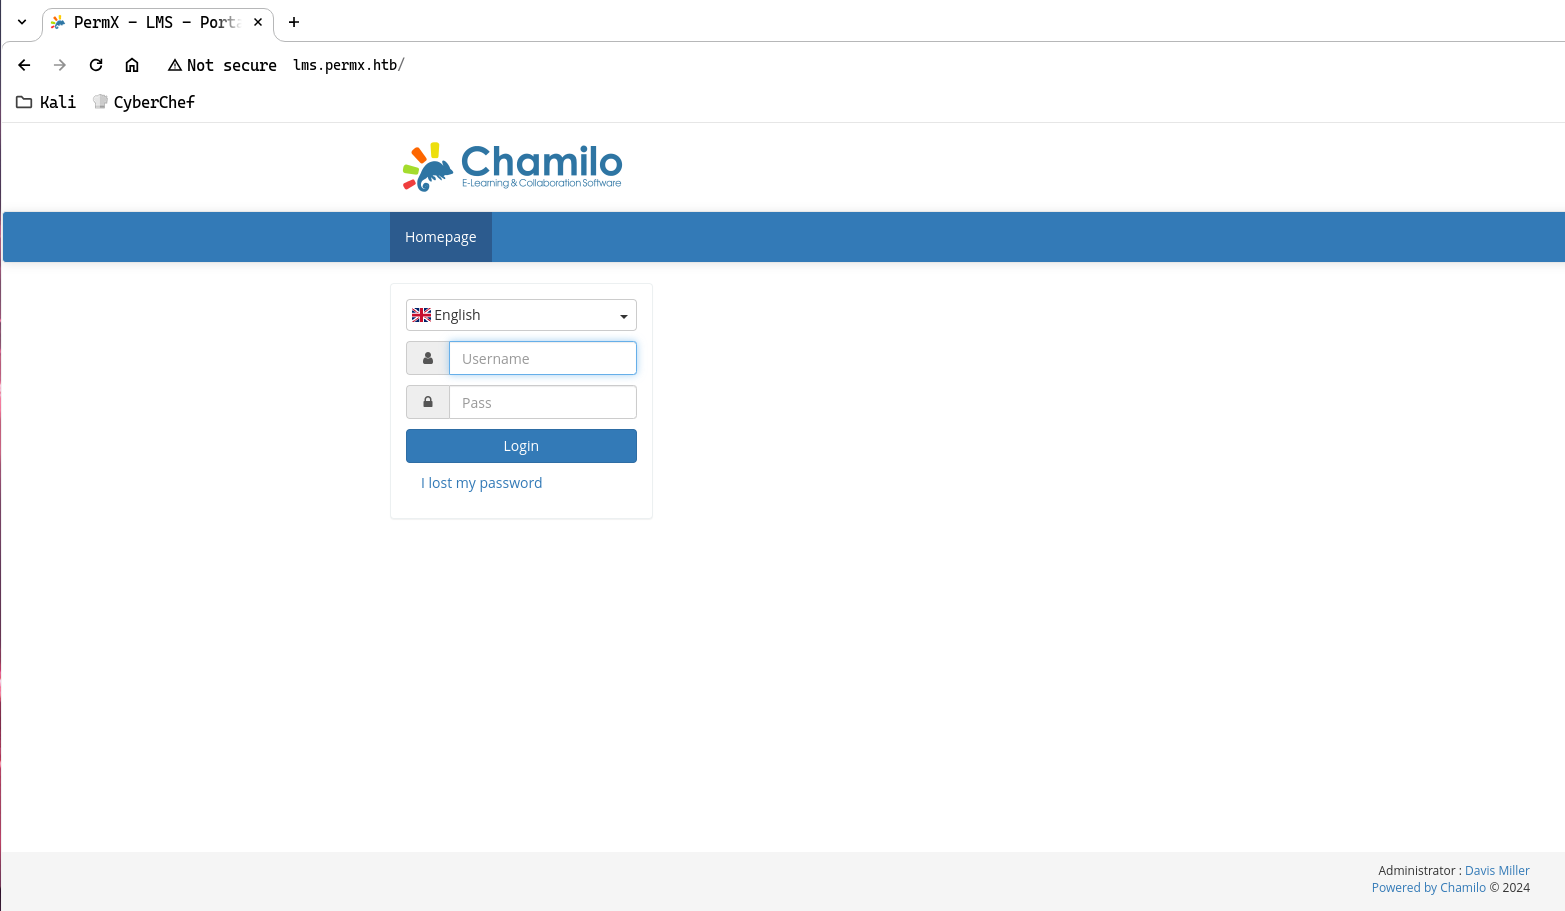 PermX – LMS – Porta
Not secure lms.permx.htb/
Kali CyberChef
Chamilo
E-Learning & Collaboration Software
Homepage
English
Username
Pass
Login
I lost my password
Administrator : Davis Miller
Powered by Chamilo © 2024